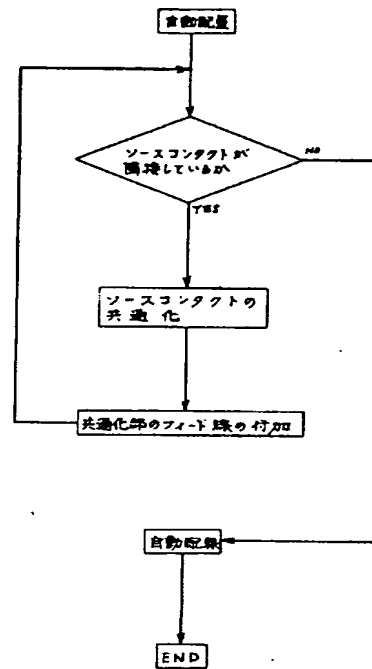 自動配置
ソースコンタクトが
隣接しているか
NO
YES
ソースコンタクトの
共通化
共通化部のフィード線の付加
自動配線
END